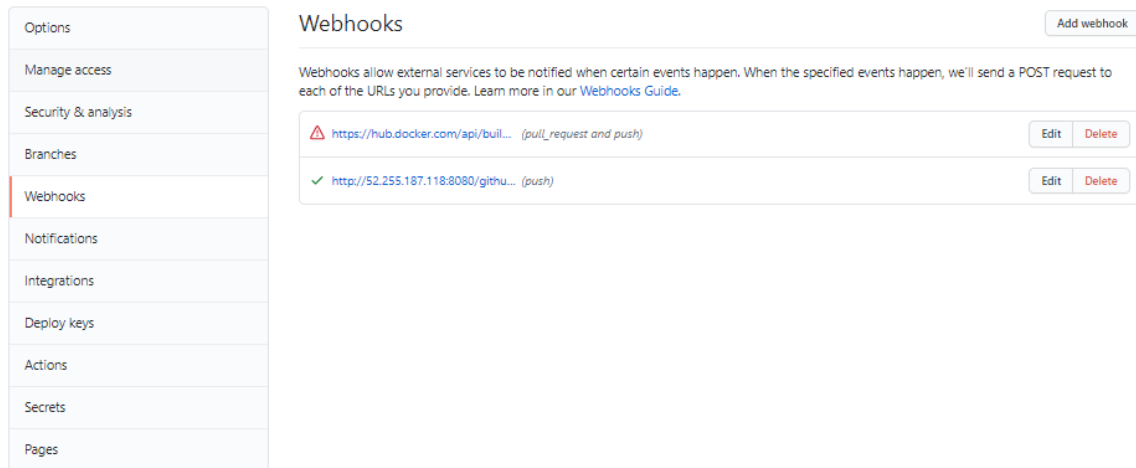 Options
Manage access
Security & analysis
Branches
Webhooks
Notifications
Integrations
Deploy keys
Actions
Secrets
Pages
Webhooks
Add webhook
Webhooks allow external services to be notified when certain events happen. When the specified events happen, we'll send a POST request to
each of the URLs you provide. Learn more in our Webhooks Guide.
https://hub.docker.com/api/buil... (pull_request and push) Edit Delete
http://52.255.187.118:8080/githu... (push) Edit Delete